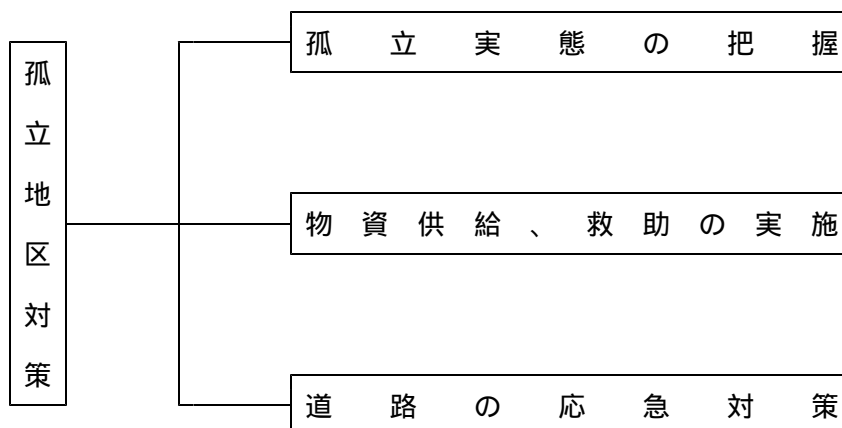 孤立地区対策
孤立実態の把握
物資供給、救助の実施
道路の応急対策